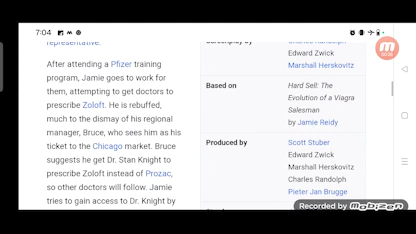 7:04
representative.
After attending a Pfizer training
program, Jamie goes to work for
them, attempting to get doctors to
prescribe Zoloft. He is rebuffed,
much to the dismay of his regional
manager, Bruce, who sees him as his
ticket to the Chicago market. Bruce
suggests he get Dr. Stan Knight to
prescribe Zoloft instead of Prozac,
so other doctors will follow. Jamie
tries to gain access to Dr. Knight by
Screenplay by
Charles Randolph
Edward Zwick
Marshall Herskovitz
Based on
Hard Sell: The
Evolution of a Viagra
Salesman
by Jamie Reidy
Produced by
Scott Stuber
Edward Zwick
Marshall Herskovitz
Charles Randolph
Pieter Jan Brugge
Recorded by
MOBIZEN